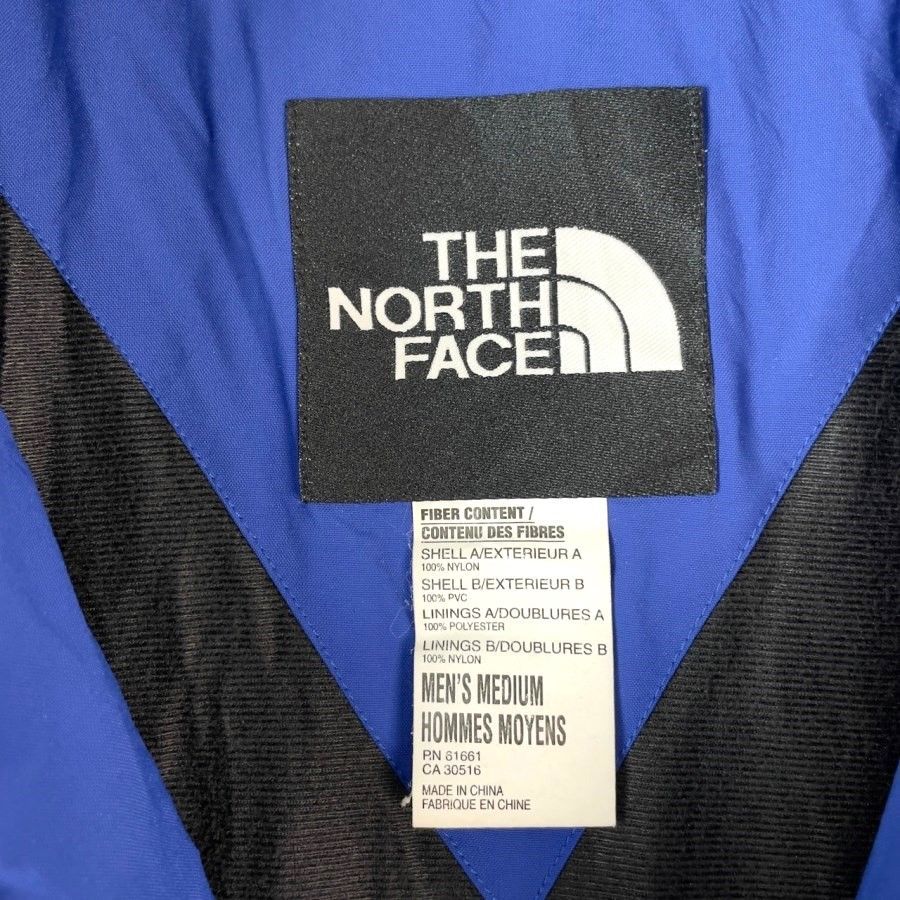 THE
NORTH
FACE
FIBER CONTENT /
CONTENU DES FIBRES
SHELL A/EXTERIEUR A
100% NYLON
SHELL B/EXTERIEUR B
100% PVC
LININGS A/DOUBLURES A
100% POLYESTER
LININGS B/DOUBLURES B
100% NYLON
MEN'S MEDIUM
HOMMES MOYENS
RN 61661
CA 30516
MADE IN CHINA
FABRIQUE EN CHINE